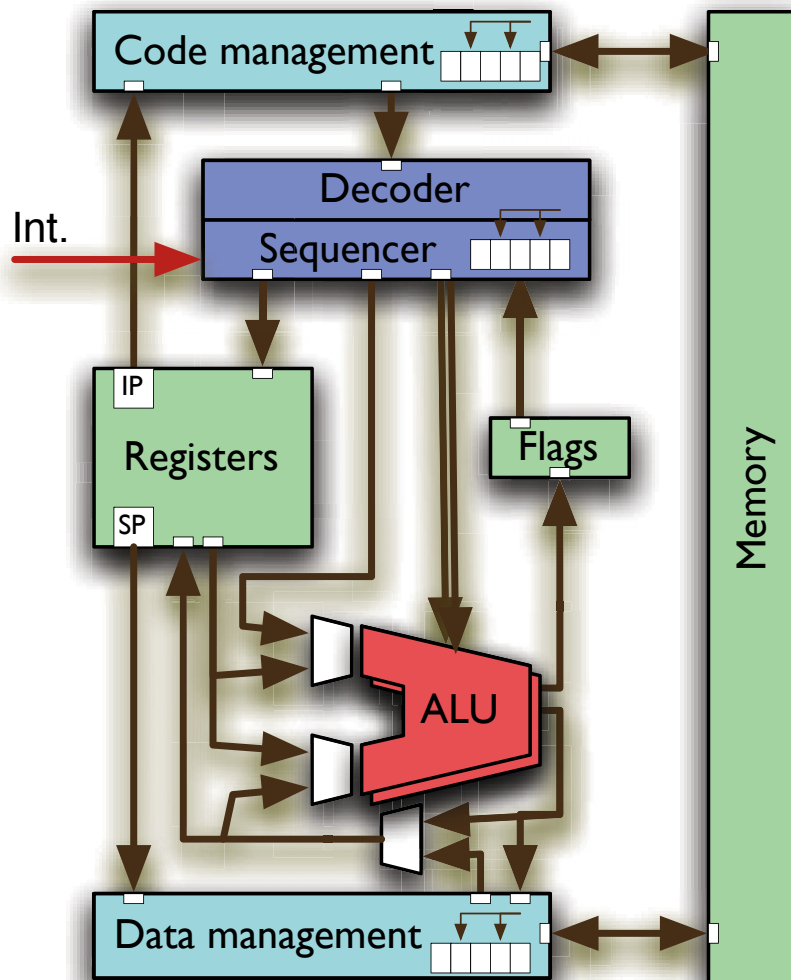 Code management
Decoder
Int.
Sequencer
IP
Registers
Flags
SP
Memory
ALU
Data management